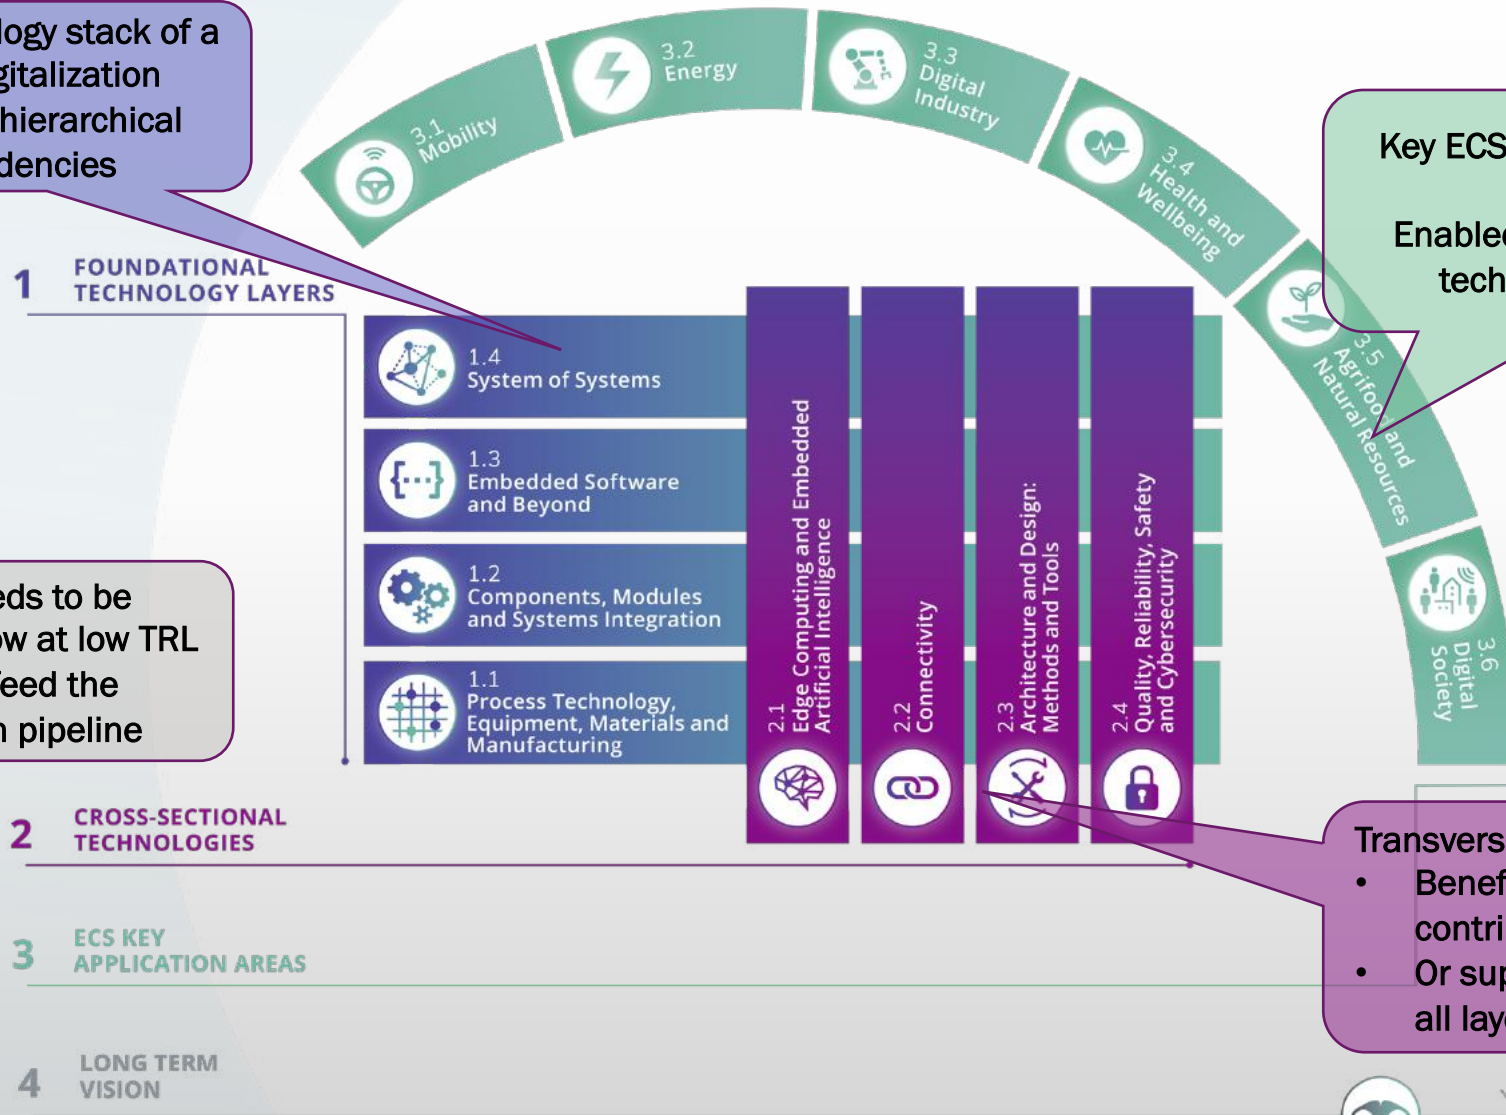 logy stack of a
gitalization
hierarchical
dencies
3.1
Mobility
3.2
Energy
3.3
Digital
Industry
3.4
Health and
Wellbeing
3.5
Agrifood and
Natural Resources
3.6
Digital
Society
Key ECS
Enabled
tech
1
FOUNDATIONAL
TECHNOLOGY LAYERS
1.4
System of Systems
1.3
Embedded Software
and Beyond
1.2
Components, Modules
and Systems Integration
1.1
Process Technology,
Equipment, Materials and
Manufacturing
2.1
Edge Computing and Embedded
Artificial Intelligence
2.2
Connectivity
2.3
Architecture and Design:
Methods and Tools
2.4
Quality, Reliability, Safety
and Cybersecurity
eds to be
ow at low TRL
feed the
n pipeline
2
CROSS-SECTIONAL
TECHNOLOGIES
Transvers
• Benef
contri
• Or sup
all lay
3
ECS KEY
APPLICATION AREAS
4
LONG TERM
VISION